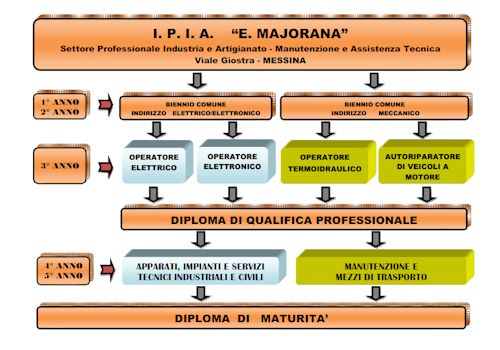 I. P. I. A. “E. MAJORANA”
Settore Professionale Industria e Artigianato - Manutenzione e Assistenza Tecnica
Viale Giostra - MESSINA
1° ANNO
2° ANNO
BIENNIO COMUNE
INDIRIZZO ELETTRICO/ELETTRONICO
BIENNIO COMUNE
INDIRIZZO MECCANICO
3° ANNO
OPERATORE
ELETTRICO
OPERATORE
ELETTRONICO
OPERATORE
TERMOIDRAULICO
AUTORIPARATORE
DI VEICOLI A
MOTORE
DIPLOMA DI QUALIFICA PROFESSIONALE
4° ANNO
5° ANNO
APPARATI, IMPIANTI E SERVIZI
TECNICI INDUSTRIALI E CIVILI
MANUTENZIONE E
MEZZI DI TRASPORTO
DIPLOMA DI MATURITA’